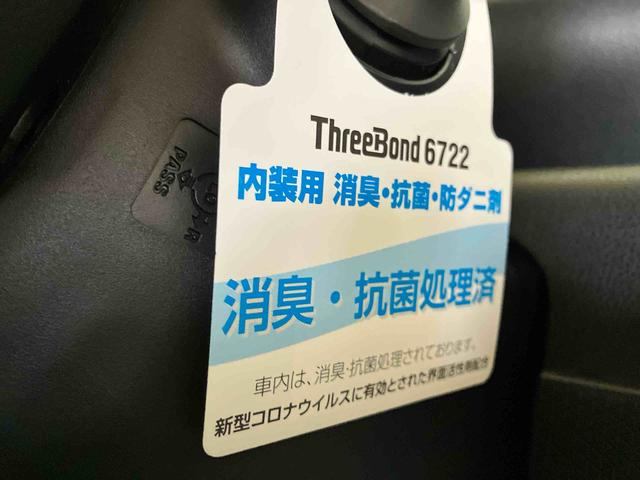 ThreeBond 6722
内装用 消臭・抗菌・防ダニ剤
消臭・抗菌処理済
車内は、消臭・抗菌処理されております。
新型コロナウイルスに有効とされた界面活性剤配合
PASS